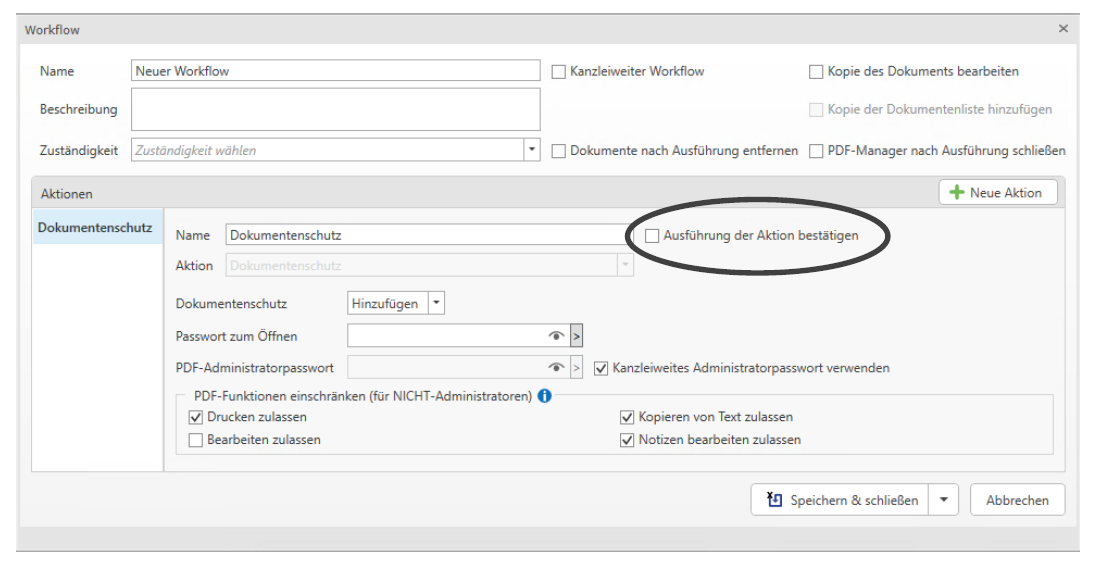 Workflow
Name Neuer Workflow Kanzleiweiter Workflow Kopie des Dokuments bearbeiten
Beschreibung Kopie der Dokumentenliste hinzufügen
Zuständigkeit Zuständigkeit wählen Dokumente nach Ausführung entfernen PDF-Manager nach Ausführung schließen
Aktionen Neue Aktion
Dokumentenschutz
Name Dokumentenschutz Ausführung der Aktion bestätigen
Aktion Dokumentenschutz
Dokumentenschutz Hinzufügen
Passwort zum Öffnen >
PDF-Administratorpasswort > Kanzleiweites Administratorpasswort verwenden
PDF-Funktionen einschränken (für NICHT-Administratoren)
Drucken zulassen Kopieren von Text zulassen
Bearbeiten zulassen Notizen bearbeiten zulassen
Speichern & schließen Abbrechen